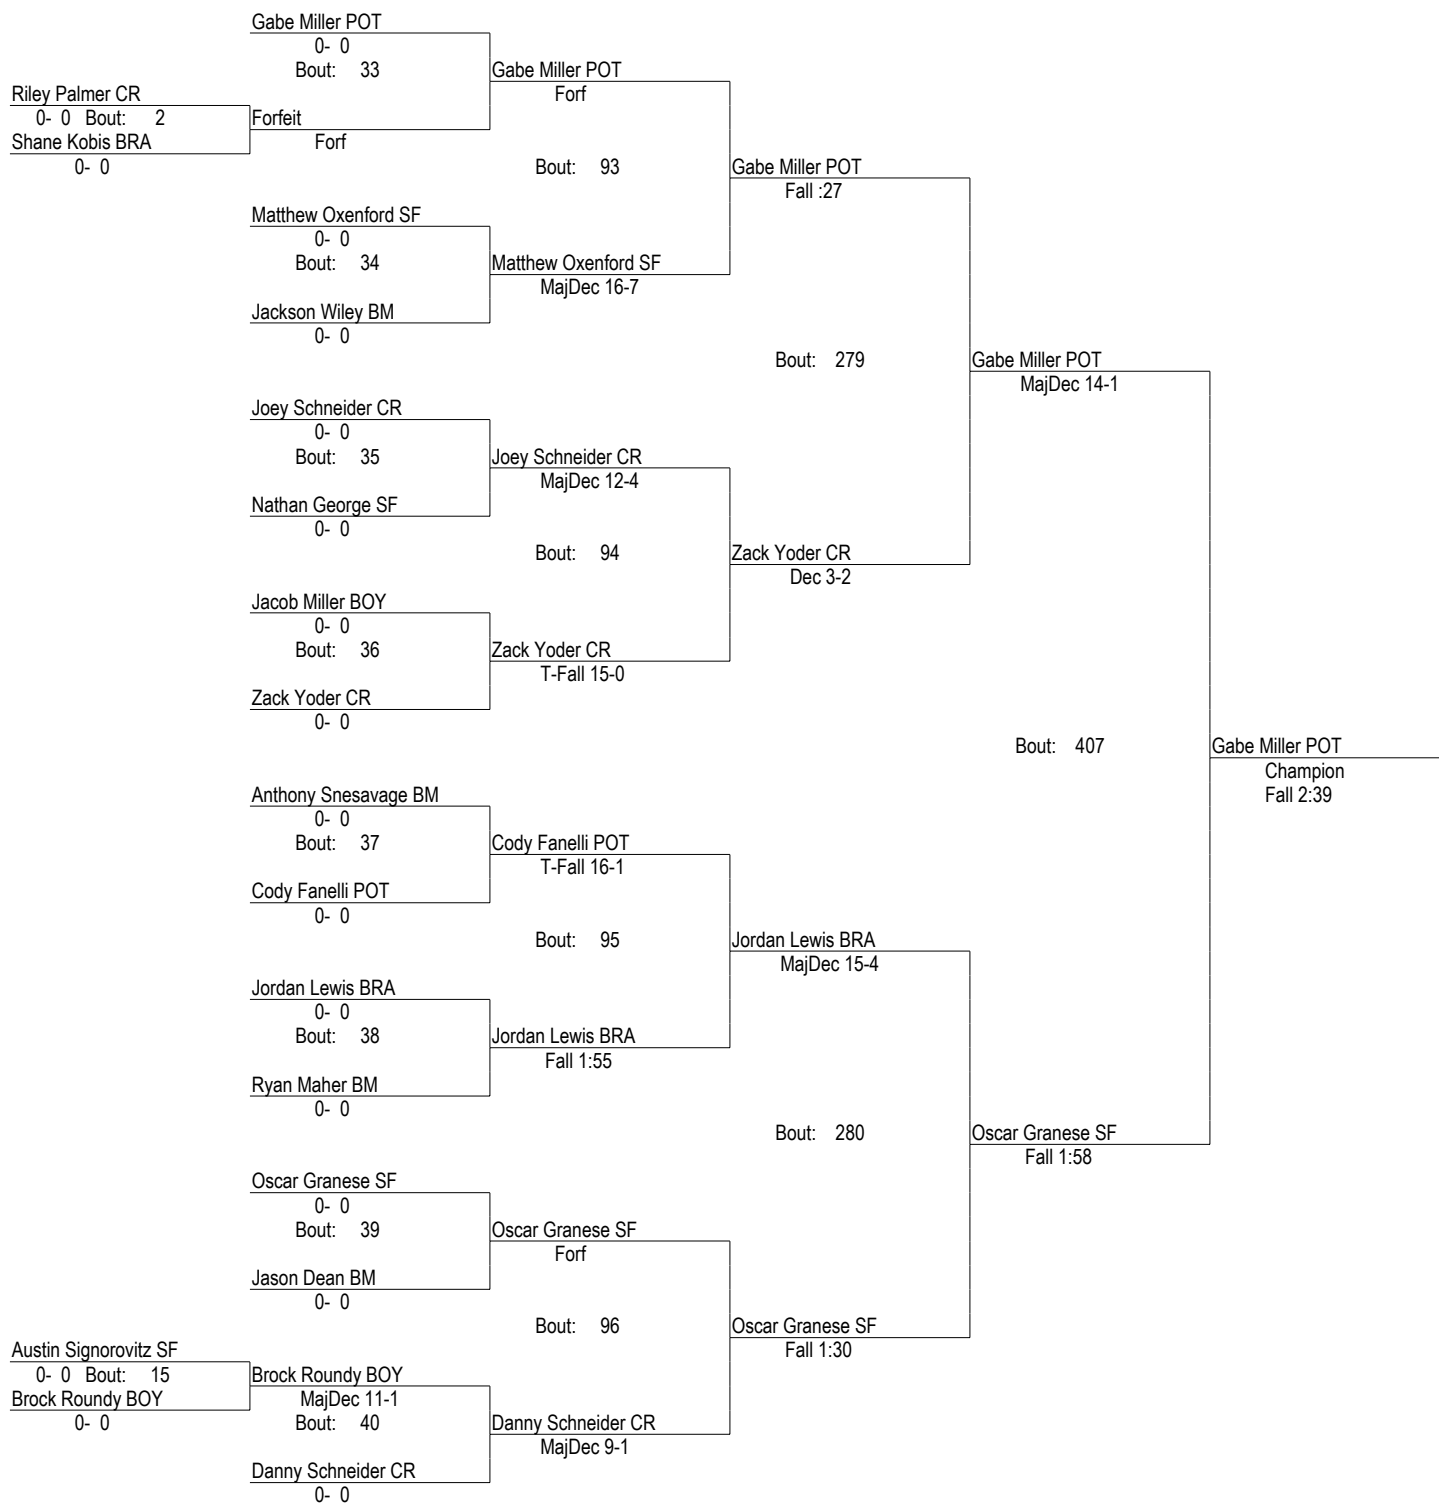 Gabe Miller POT
0- 0
Bout: 33
Gabe Miller POT
Forf
Riley Palmer CR
0- 0 Bout: 2
Forfeit
Forf
Shane Kobis BRA
0- 0
Bout: 93
Gabe Miller POT
Fall :27
Matthew Oxenford SF
0- 0
Bout: 34
Matthew Oxenford SF
MajDec 16-7
Jackson Wiley BM
0- 0
Bout: 279
Gabe Miller POT
MajDec 14-1
Joey Schneider CR
0- 0
Bout: 35
Joey Schneider CR
MajDec 12-4
Nathan George SF
0- 0
Bout: 94
Zack Yoder CR
Dec 3-2
Jacob Miller BOY
0- 0
Bout: 36
Zack Yoder CR
T-Fall 15-0
Zack Yoder CR
0- 0
Bout: 407
Gabe Miller POT
Champion
Fall 2:39
Anthony Snesavage BM
0- 0
Bout: 37
Cody Fanelli POT
T-Fall 16-1
Cody Fanelli POT
0- 0
Bout: 95
Jordan Lewis BRA
MajDec 15-4
Jordan Lewis BRA
0- 0
Bout: 38
Jordan Lewis BRA
Fall 1:55
Ryan Maher BM
0- 0
Bout: 280
Oscar Granese SF
Fall 1:58
Oscar Granese SF
0- 0
Bout: 39
Oscar Granese SF
Forf
Jason Dean BM
0- 0
Bout: 96
Oscar Granese SF
Fall 1:30
Austin Signorovitz SF
0- 0 Bout: 15
Brock Roundy BOY
MajDec 11-1
Brock Roundy BOY
0- 0
Bout: 40
Danny Schneider CR
MajDec 9-1
Danny Schneider CR
0- 0